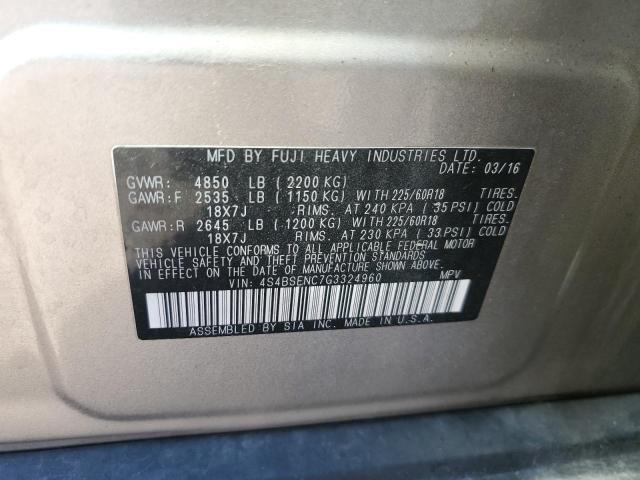 MFD BY FUJI HEAVY INDUSTRIES LTD.
DATE: 03/16
GVWR: 4850 LB (2200 KG)
GAWR:F 2535 LB (1150 KG) WITH 225/60R18 TIRES.
18X7J RIMS. AT 240 KPA (35 PSI) COLD
GAWR:R 2645 LB (1200 KG) WITH 225/60R18 TIRES.
18X7J RIMS. AT 230 KPA (33 PSI) COLD
THIS VEHICLE CONFORMS TO ALL APPLICABLE FEDERAL MOTOR
VEHICLE SAFETY AND THEFT PREVENTION STANDARDS
IN EFFECT ON THE DATE OF MANUFACTURE SHOWN ABOVE.
VIN: 4S4BSENC7G3324960 MPV
ASSEMBLED BY SIA INC. MADE IN U.S.A.